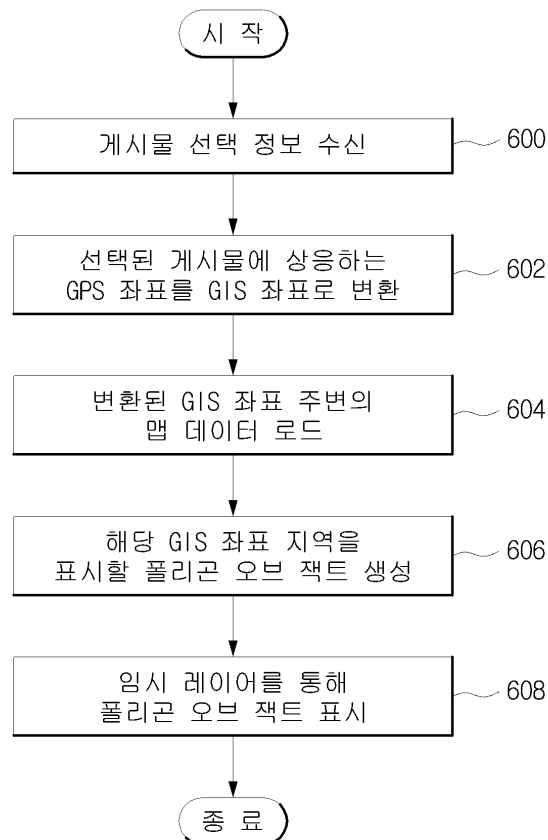 시 작
게시물 선택 정보 수신
600
선택된 게시물에 상응하는
GPS 좌표를 GIS 좌표로 변환
602
변환된 GIS 좌표 주변의
맵 데이터 로드
604
해당 GIS 좌표 지역을
표시할 폴리곤 오브 잭트 생성
606
임시 레이어를 통해
폴리곤 오브 잭트 표시
608
종 료